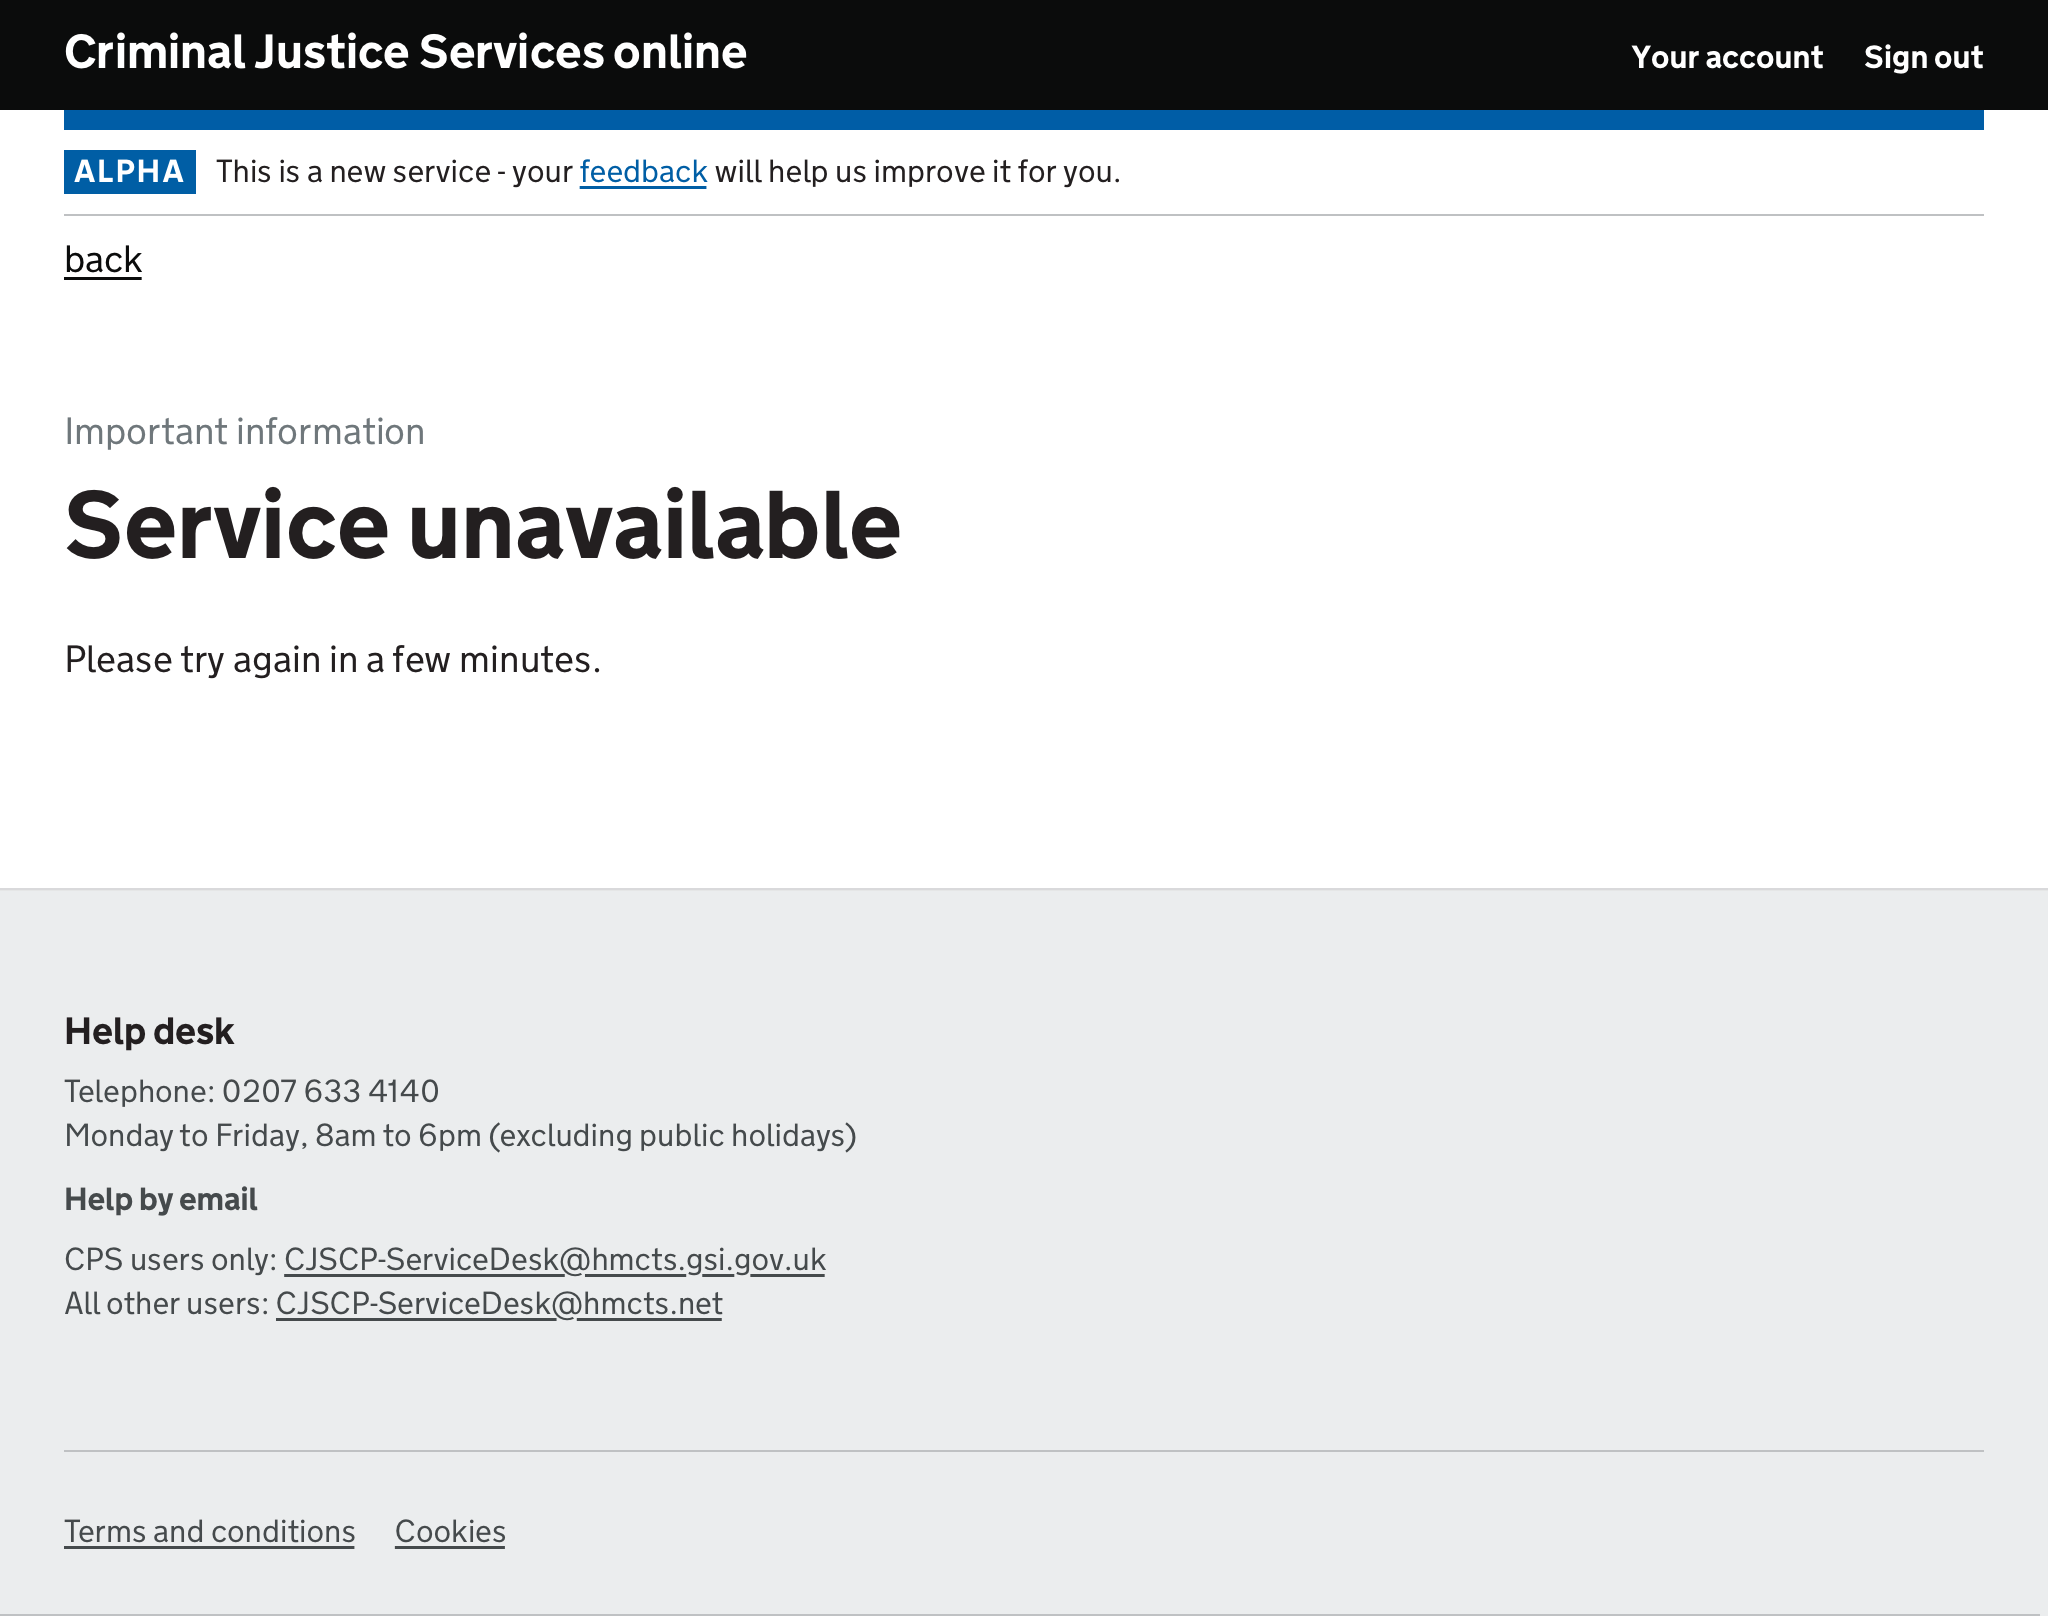 Criminal Justice Services online
Your account Sign out
ALPHA This is a new service - your feedback will help us improve it for you.
back
Important information
Service unavailable
Please try again in a few minutes.
Help desk
Telephone: 0207 633 4140
Monday to Friday, 8am to 6pm (excluding public holidays)
Help by email
CPS users only: CJSCP-ServiceDesk@hmcts.gsi.gov.uk
All other users: CJSCP-ServiceDesk@hmcts.net
Terms and conditions Cookies